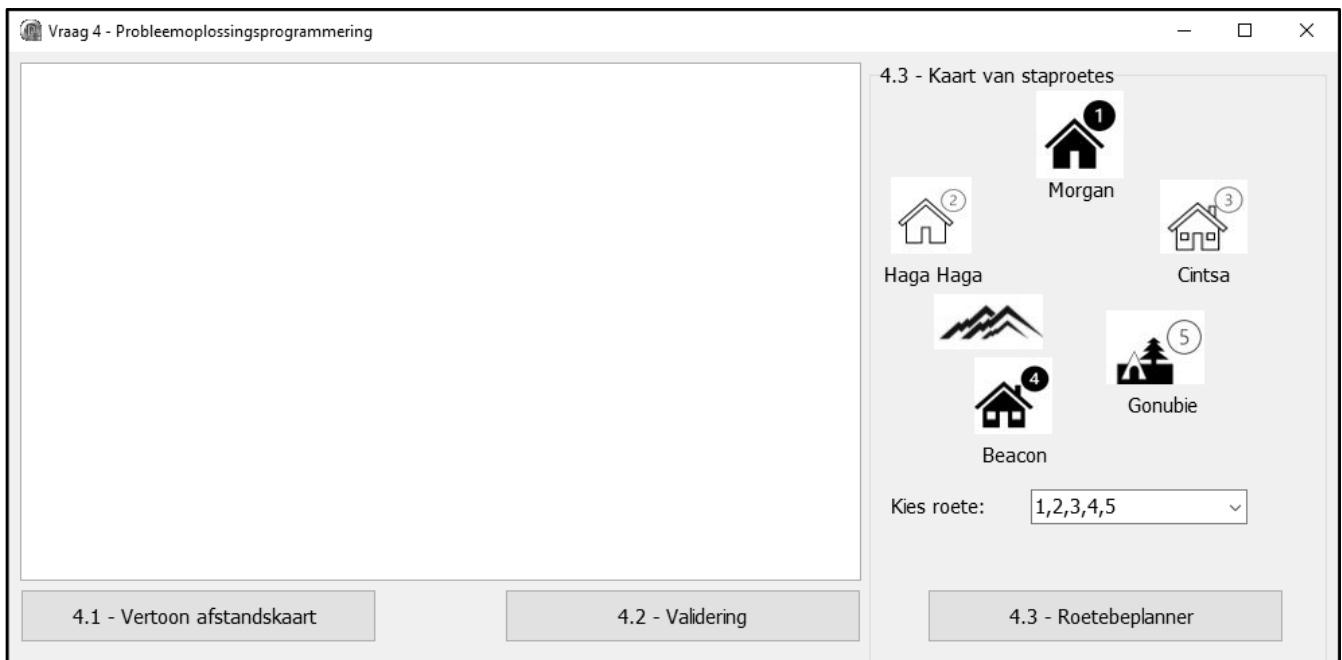 Vraag 4 - Probleemoplossingsprogrammering
4.3 - Kaart van staproetes
1
Morgan
2
Haga Haga
3
Cintsa
4
Beacon
5
Gonubie
Kies roete:
1,2,3,4,5
4.1 - Vertoon afstandskaart
4.2 - Validering
4.3 - Roetebeplanner